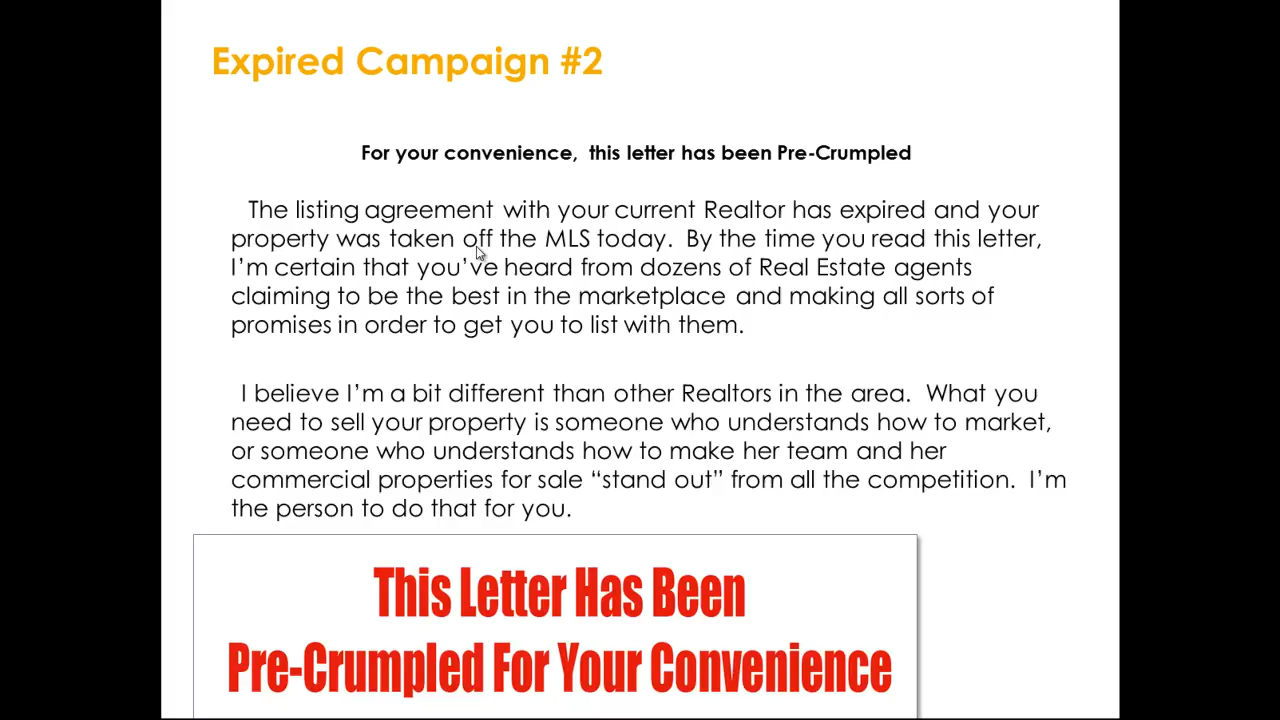 Expired Campaign #2
For your convenience,  this letter has been Pre-Crumpled
The listing agreement with your current Realtor has expired and your
property was taken off the MLS today.  By the time you read this letter,
I'm certain that you've heard from dozens of Real Estate agents
claiming to be the best in the marketplace and making all sorts of
promises in order to get you to list with them.
I believe I'm a bit different than other Realtors in the area.  What you
need to sell your property is someone who understands how to market,
or someone who understands how to make her team and her
commercial properties for sale “stand out” from all the competition.  I'm
the person to do that for you.
This Letter Has Been
Pre-Crumpled For Your Convenience